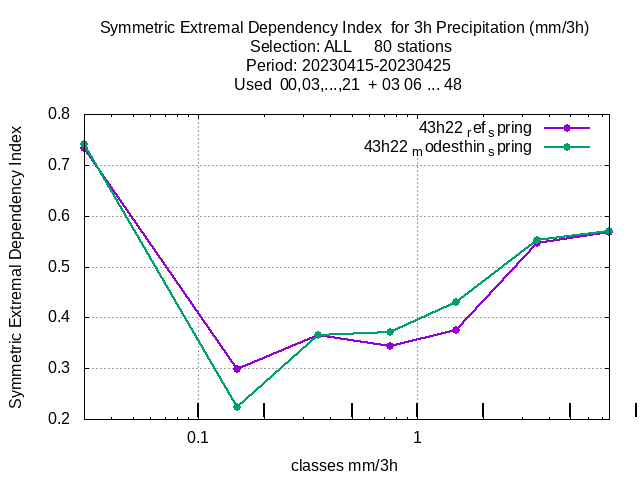 Symmetric Extremal Dependency Index  for 3h Precipitation (mm/3h)
Selection: ALL     80 stations
Period: 20230415-20230425
Used  00,03,...,21  + 03 06 ... 48
43h22 ref spring
43h22 modesthin spring
Symmetric Extremal Dependency Index
0.8
0.7
0.6
0.5
0.4
0.3
0.2
0.1
1
classes mm/3h